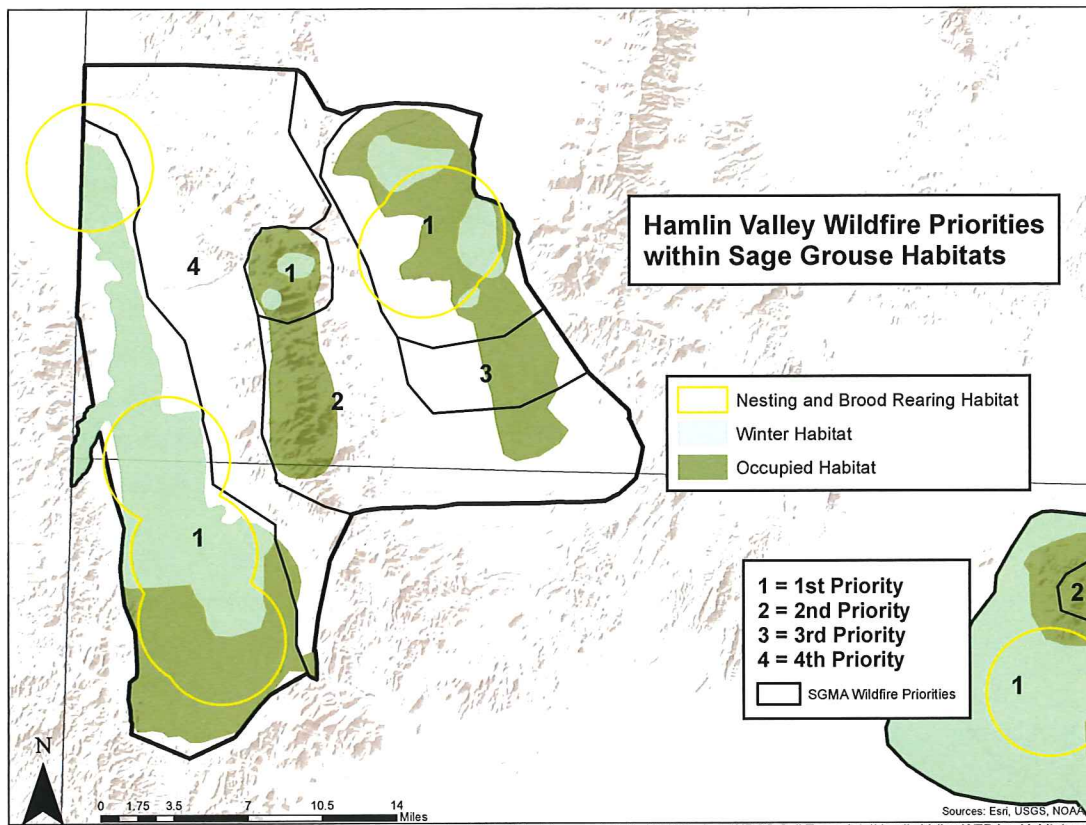 Hamlin Valley Wildfire Priorities
within Sage Grouse Habitats
4
1
1
2
3
1
Nesting and Brood Rearing Habitat
Winter Habitat
Occupied Habitat
1 = 1st Priority
2 = 2nd Priority
3 = 3rd Priority
4 = 4th Priority
SGMA Wildfire Priorities
2
1
N
0 1.75 3.5 7 10.5 14
Miles
Sources: Esri, USGS, NOAA